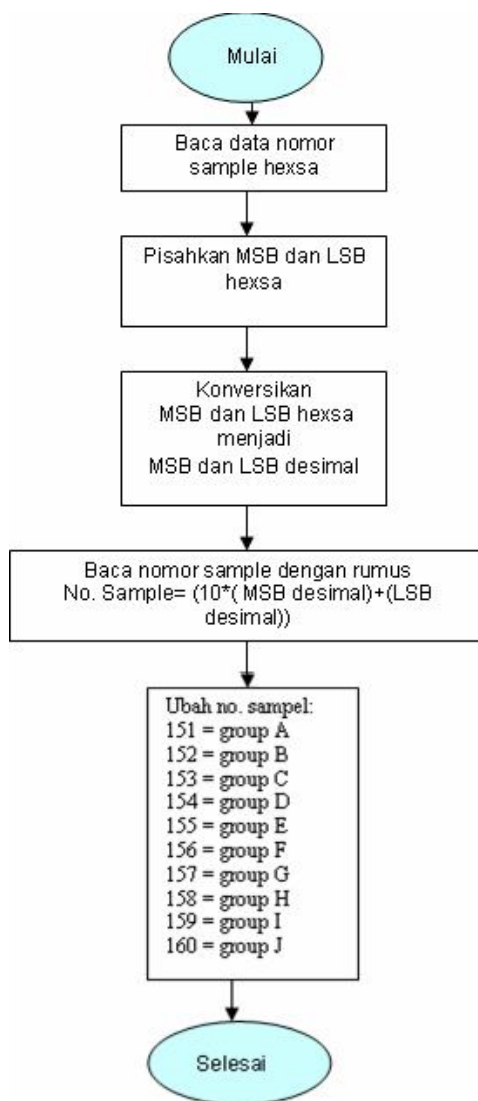 Mulai
Baca data nomor
sample hexsa
Pisahkan MSB dan LSB
hexsa
Konversikan
MSB dan LSB hexsa
menjadi
MSB dan LSB desimal
Baca nomor sample dengan rumus
No. Sample= (10*( MSB desimal)+(LSB
desimal))
Ubah no. sampel:
151 = group A
152 = group B
153 = group C
154 = group D
155 = group E
156 = group F
157 = group G
158 = group H
159 = group I
160 = group J
Selesai